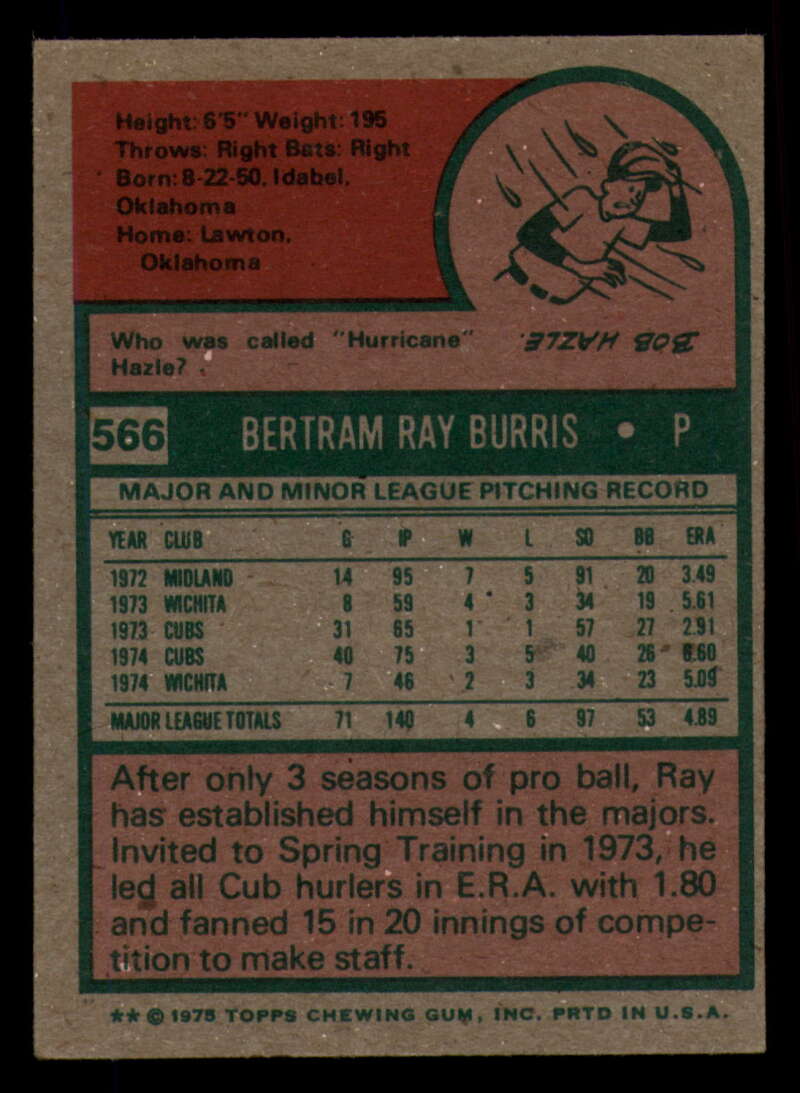 Height: 6'5" Weight: 195
Throws: Right Bats: Right
Born: 8-22-50, Idabel,
Oklahoma
Home: Lawton,
Oklahoma
Who was called "Hurricane"
Hazle?
BOB HAZLE.
566 BERTRAM RAY BURRIS • P
MAJOR AND MINOR LEAGUE PITCHING RECORD
YEAR CLUB G IP W L SO BB ERA
1972 MIDLAND 14 95 7 5 91 20 3.49
1973 WICHITA 8 59 4 3 34 19 5.61
1973 CUBS 31 65 1 1 57 27 2.91
1974 CUBS 40 75 3 5 40 26 6.60
1974 WICHITA 7 46 2 3 34 23 5.09
MAJOR LEAGUE TOTALS 71 140 4 6 97 53 4.89
After only 3 seasons of pro ball, Ray
has established himself in the majors.
Invited to Spring Training in 1973, he
led all Cub hurlers in E.R.A. with 1.80
and fanned 15 in 20 innings of compe-
tition to make staff.
** © 1975 TOPPS CHEWING GUM, INC. PRTD IN U.S.A.